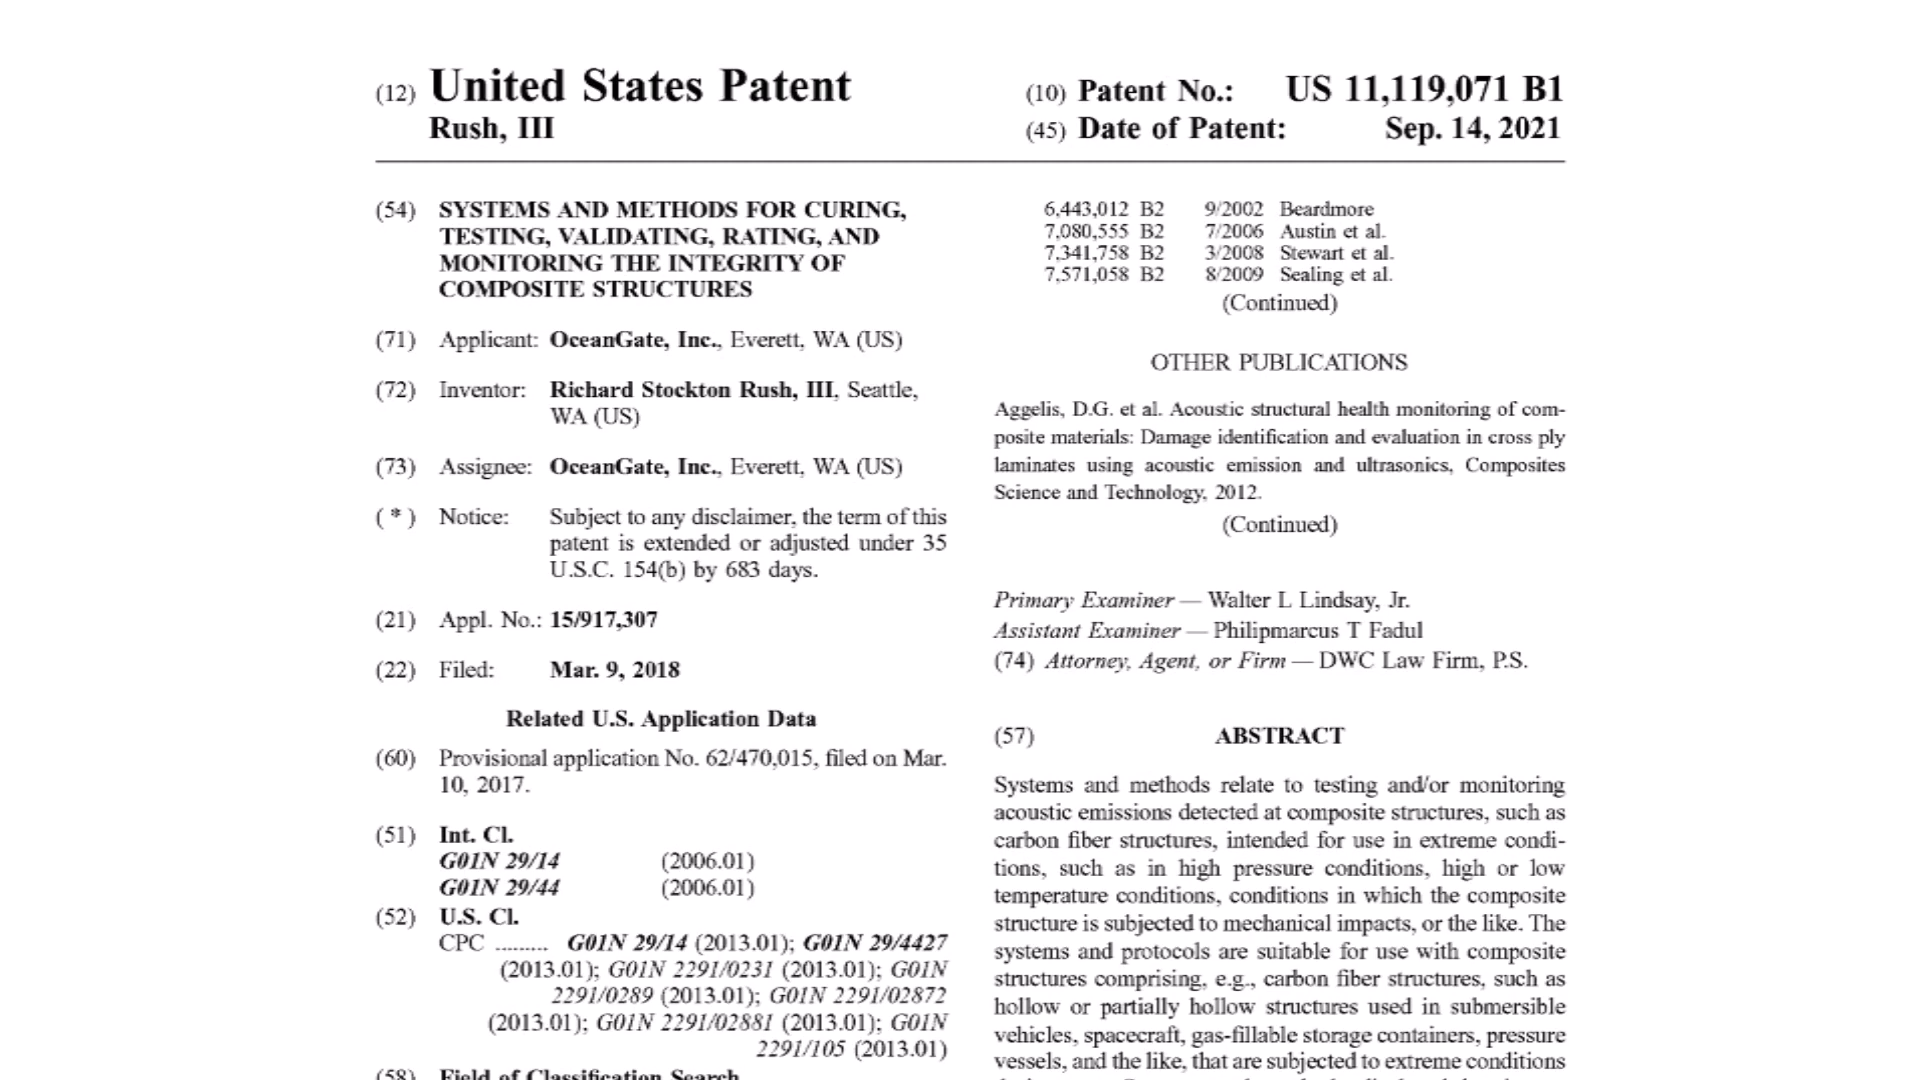 (12) United States Patent
Rush, III
(10) Patent No.: US 11,119,071 B1
(45) Date of Patent: Sep. 14, 2021
(54) SYSTEMS AND METHODS FOR CURING,
TESTING, VALIDATING, RATING, AND
MONITORING THE INTEGRITY OF
COMPOSITE STRUCTURES
(71) Applicant: OceanGate, Inc., Everett, WA (US)
(72) Inventor: Richard Stockton Rush, III, Seattle,
WA (US)
(73) Assignee: OceanGate, Inc., Everett, WA (US)
( * ) Notice: Subject to any disclaimer, the term of this
patent is extended or adjusted under 35
U.S.C. 154(b) by 683 days.
(21) Appl. No.: 15/917,307
(22) Filed: Mar. 9, 2018
Related U.S. Application Data
(60) Provisional application No. 62/470,015, filed on Mar.
10, 2017.
(51) Int. Cl.
G01N 29/14 (2006.01)
G01N 29/44 (2006.01)
(52) U.S. Cl.
CPC ......... G01N 29/14 (2013.01); G01N 29/4427
(2013.01); G01N 2291/0231 (2013.01); G01N
2291/0289 (2013.01); G01N 2291/02872
(2013.01); G01N 2291/02881 (2013.01); G01N
2291/105 (2013.01)
(58) Field of Classification Search
6,443,012 B2 9/2002 Beardmore
7,080,555 B2 7/2006 Austin et al.
7,341,758 B2 3/2008 Stewart et al.
7,571,058 B2 8/2009 Sealing et al.
(Continued)
OTHER PUBLICATIONS
Aggelis, D.G. et al. Acoustic structural health monitoring of com-
posite materials: Damage identification and evaluation in cross ply
laminates using acoustic emission and ultrasonics, Composites
Science and Technology, 2012.
(Continued)
Primary Examiner — Walter L Lindsay, Jr.
Assistant Examiner — Philipmarcus T Fadul
(74) Attorney, Agent, or Firm — DWC Law Firm, P.S.
(57) ABSTRACT
Systems and methods relate to testing and/or monitoring
acoustic emissions detected at composite structures, such as
carbon fiber structures, intended for use in extreme condi-
tions, such as in high pressure conditions, high or low
temperature conditions, conditions in which the composite
structure is subjected to mechanical impacts, or the like. The
systems and protocols are suitable for use with composite
structures comprising, e.g., carbon fiber structures, such as
hollow or partially hollow structures used in submersible
vehicles, spacecraft, gas-fillable storage containers, pressure
vessels, and the like, that are subjected to extreme conditions